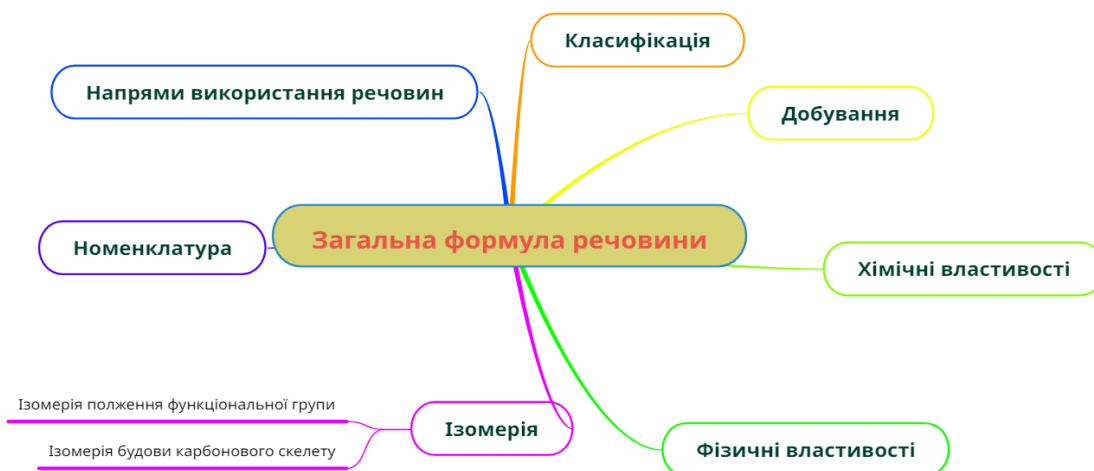 Класифікація
Напрями використання речовин
Добування
Загальна формула речовини
Номенклатура
Хімічні властивості
Ізомерія полження функціональної групи
Ізомерія
Ізомерія будови карбонового скелету
Фізичні властивості